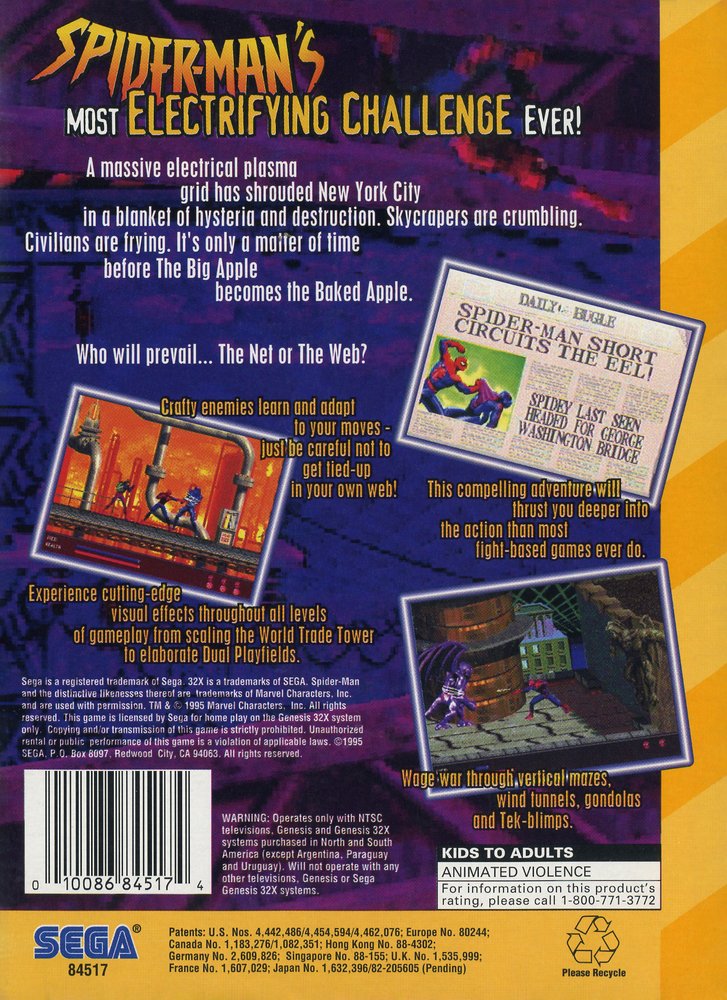 SPIDER-MAN'S
MOST ELECTRIFYING CHALLENGE EVER!
A massive electrical plasma
grid has shrouded New York City
in a blanket of hysteria and destruction. Skycrapers are crumbling.
Civilians are frying. It's only a matter of time
before The Big Apple
becomes the Baked Apple.
Who will prevail... The Net or The Web?
DAILY BUGLE
SPIDER-MAN SHORT
CIRCUITS THE EEL!
SPIDEY LAST SEEN
HEADED FOR GEORGE
WASHINGTON BRIDGE
Crafty enemies learn and adapt
to your moves -
just be careful not to
get tied-up
in your own web!
This compelling adventure will
thrust you deeper into
the action than most
fight-based games ever do.
Experience cutting-edge
visual effects throughout all levels
of gameplay from scaling the World Trade Tower
to elaborate Dual Playfields.
Sega is a registered trademark of Sega. 32X is a trademarks of SEGA. Spider-Man
and the distinctive likenesses thereof are trademarks of Marvel Characters, Inc.
and are used with permission. TM & © 1995 Marvel Characters, Inc. All rights
reserved. This game is licensed by Sega for home play on the Genesis 32X system
only. Copying and/or transmission of this game is strictly prohibited. Unauthorized
rental or public performance of this game is a violation of applicable laws. ©1995
SEGA, P.O. Box 8097, Redwood City, CA 94063. All rights reserved.
Wage war through vertical mazes,
wind tunnels, gondolas
and Tek-blimps.
0 10086 84517 4
WARNING: Operates only with NTSC
televisions, Genesis and Genesis 32X
systems purchased in North and South
America (except Argentina, Paraguay
and Uruguay). Will not operate with any
other televisions, Genesis or Sega
Genesis 32X systems.
KIDS TO ADULTS
ANIMATED VIOLENCE
For information on this product's
rating, please call 1-800-771-3772
SEGA®
84517
Patents: U.S. Nos. 4,442,486/4,454,594/4,462,076; Europe No. 80244;
Canada No. 1,183,276/1,082,351; Hong Kong No. 88-4302;
Germany No. 2,609,826; Singapore No. 88-155; U.K. No. 1,535,999;
France No. 1,607,029; Japan No. 1,632,396/82-205605 (Pending)
Please Recycle